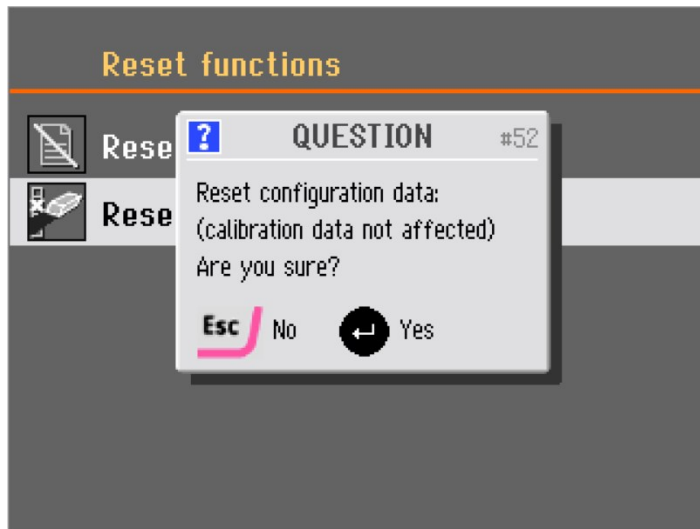 Reset functions
Rese
QUESTION #52
Reset configuration data:
(calibration data not affected)
Are you sure?
Rese
Esc No Yes